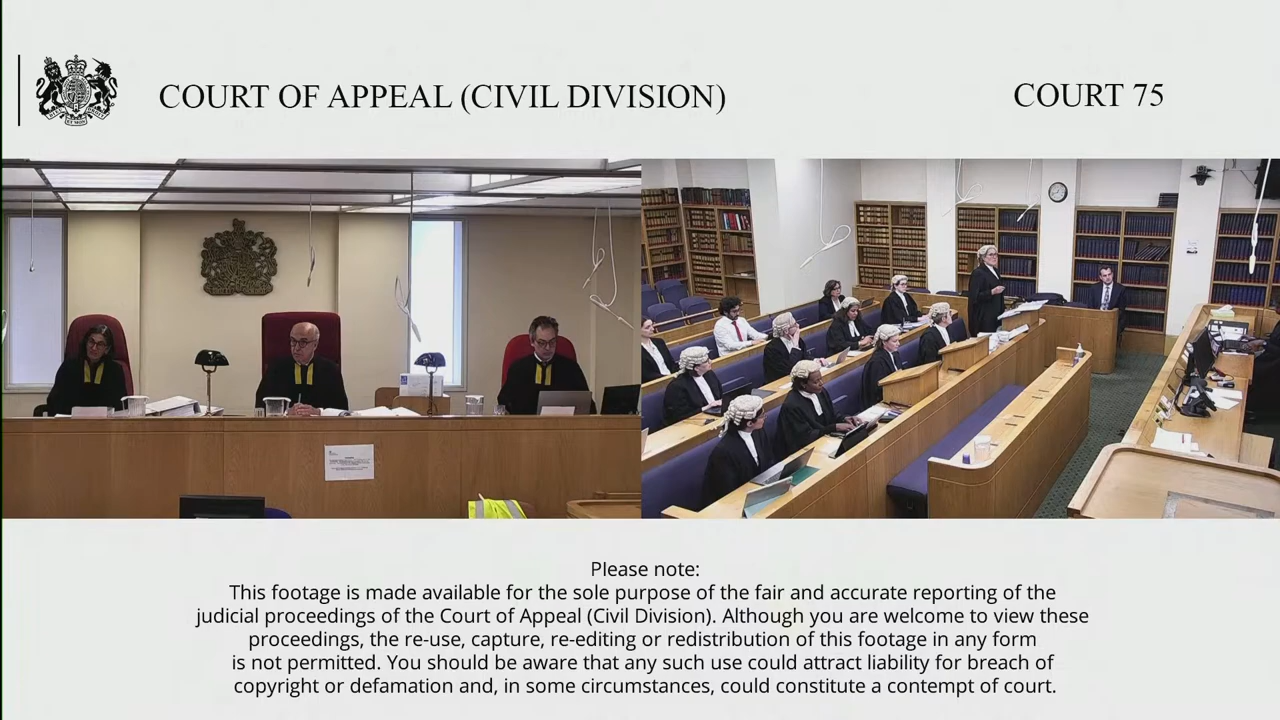 COURT OF APPEAL (CIVIL DIVISION)
COURT 75
Please note:
This footage is made available for the sole purpose of the fair and accurate reporting of the
judicial proceedings of the Court of Appeal (Civil Division). Although you are welcome to view these
proceedings, the re-use, capture, re-editing or redistribution of this footage in any form
is not permitted. You should be aware that any such use could attract liability for breach of
copyright or defamation and, in some circumstances, could constitute a contempt of court.